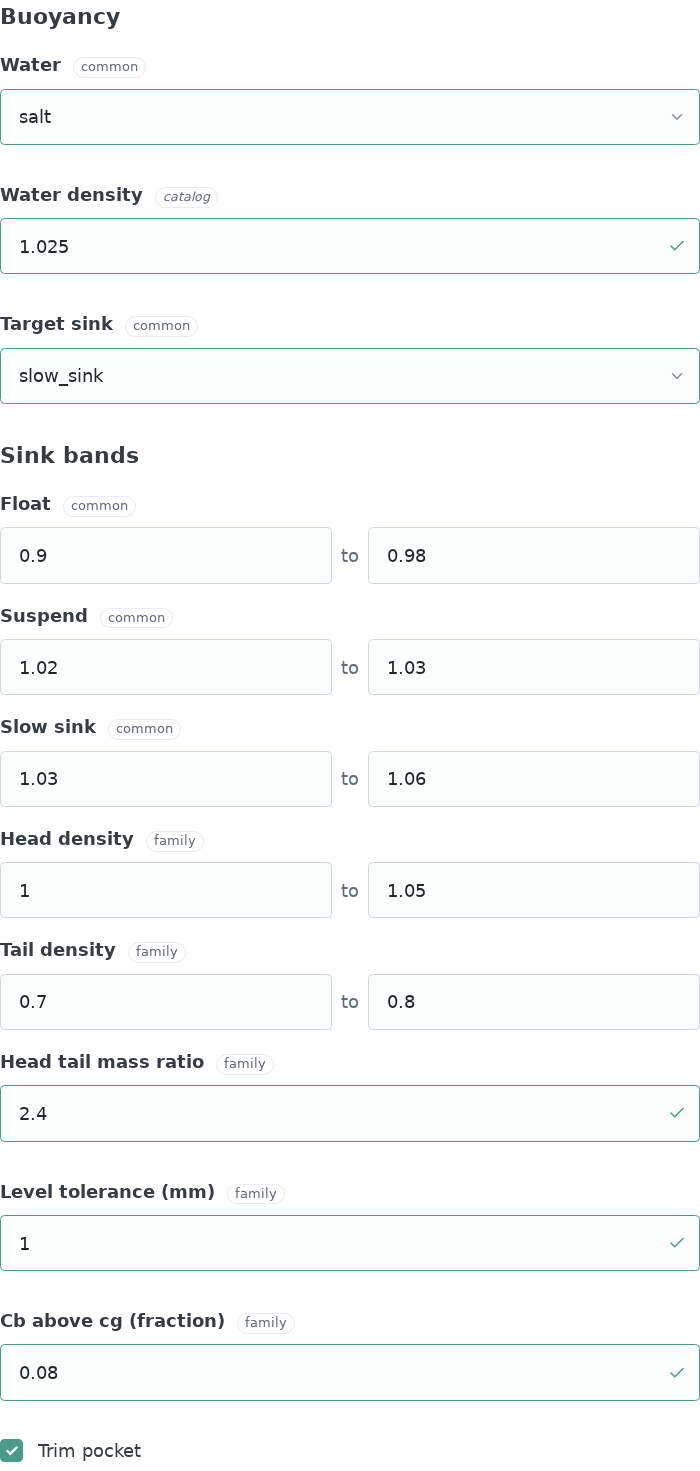 Buoyancy
Water common
salt
Water density catalog
1.025
Target sink common
slow_sink
Sink bands
Float common
0.9 to 0.98
Suspend common
1.02 to 1.03
Slow sink common
1.03 to 1.06
Head density family
1 to 1.05
Tail density family
0.7 to 0.8
Head tail mass ratio family
2.4
Level tolerance (mm) family
1
Cb above cg (fraction) family
0.08
Trim pocket